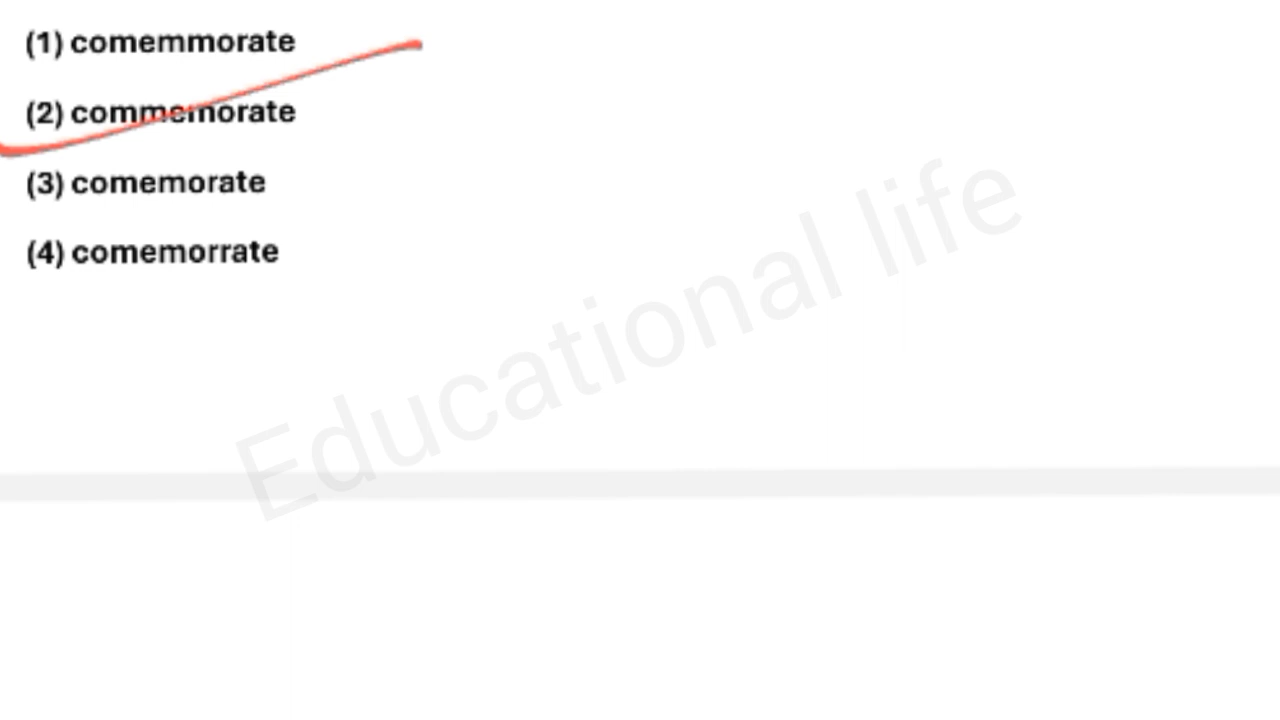 (1) comemmorate
(2) commemorate
(3) comemorate
(4) comemorrate
Educational life